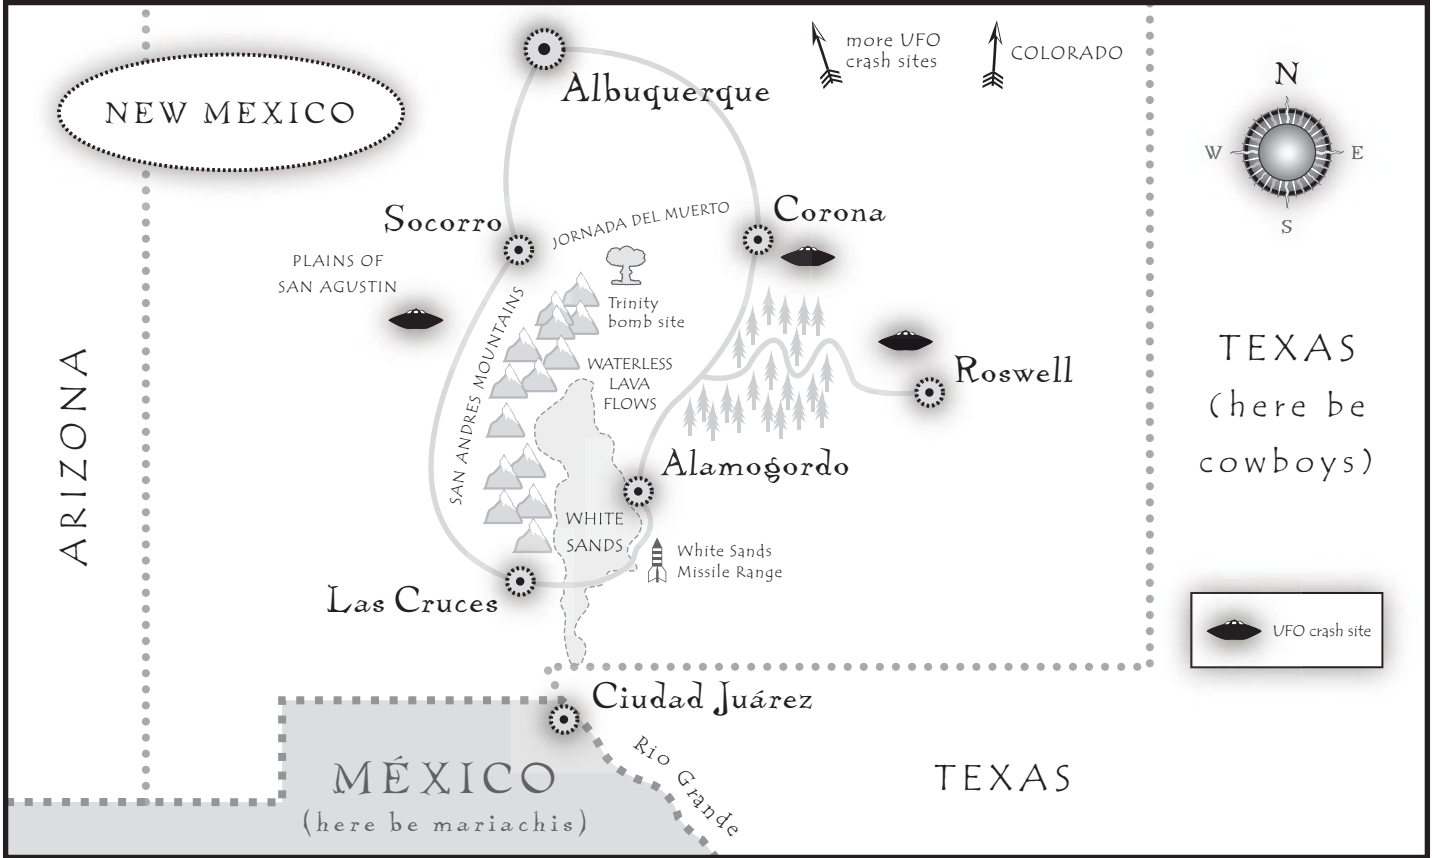 more UFO
crash sites
COLORADO
N
W
E
S
NEW MEXICO
Albuquerque
Socorro
JORNADA DEL MUERTO
Corona
PLAINS OF
SAN AGUSTIN
Trinity
bomb site
SAN ANDRES MOUNTAINS
WATERLESS
LAVA
FLOWS
Roswell
ARIZONA
TEXAS
(here be
cowboys)
Alamogordo
WHITE
SANDS
White Sands
Missile Range
Las Cruces
UFO crash site
Ciudad Juárez
Rio Grande
MÉXICO
(here be mariachis)
TEXAS